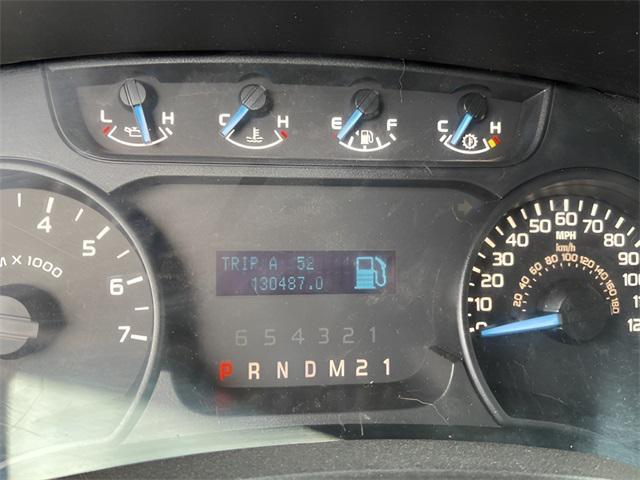 L H C H E F C H
4 5 6 7
M X 1000
TRIP A 52
130487.0
6 5 4 3 2 1
P R N D M 2 1
0 10 20 30 40 50 60 70 80 90 100
MPH
km/h
20 40 60 80 100 120 140 160 180